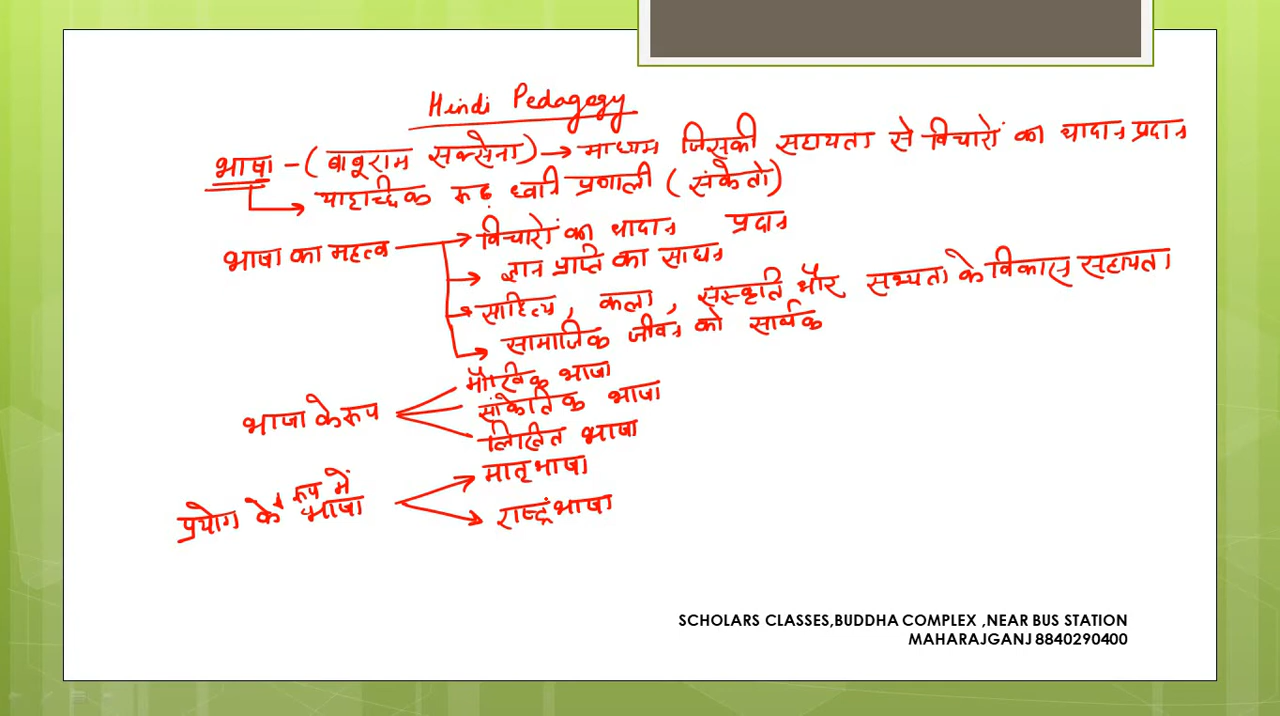 Hindi Pedagogy
भाषा - (बाबूराम सक्सेना) → माध्यम जिसकी सहायता से विचारों का आदान प्रदान
→ यादृच्छिक रूढ़ ध्वनि प्रणाली (संकेतो)
भाषा का महत्व → विचारों का आदान प्रदान
→ ज्ञान प्राप्ति का साधन
→ साहित्य, कला, संस्कृति और सभ्यता के विकास सहायता
→ सामाजिक जीवन को सार्थक
भाषा के रूप
मौखिक भाषा
सांकेतिक भाषा
लिखित भाषा
प्रयोग के रूप में भाषा
→ मातृभाषा
→ राष्ट्रभाषा
SCHOLARS CLASSES,BUDDHA COMPLEX ,NEAR BUS STATION
MAHARAJGANJ 8840290400